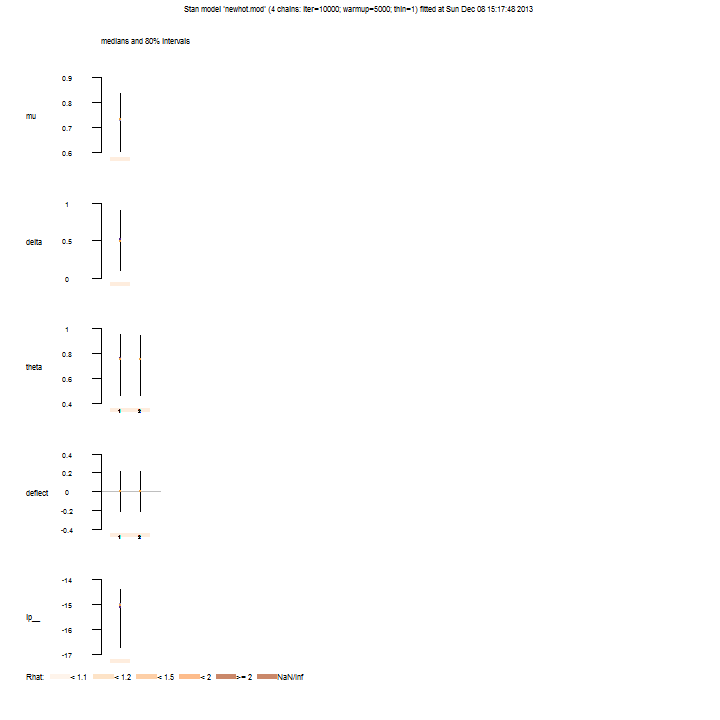 Stan model 'newhot.mod' (4 chains: iter=10000; warmup=5000; thin=1) fitted at Sun Dec 08 15:17:48 2013
medians and 80% intervals
mu
0.9
0.8
0.7
0.6
delta
1
0.5
0
theta
1
0.8
0.6
0.4
1 2
deflect
0.4
0.2
0
-0.2
-0.4
1 2
lp__
-14
-15
-16
-17
Rhat: < 1.1 < 1.2 < 1.5 < 2 >= 2 NaN/Inf